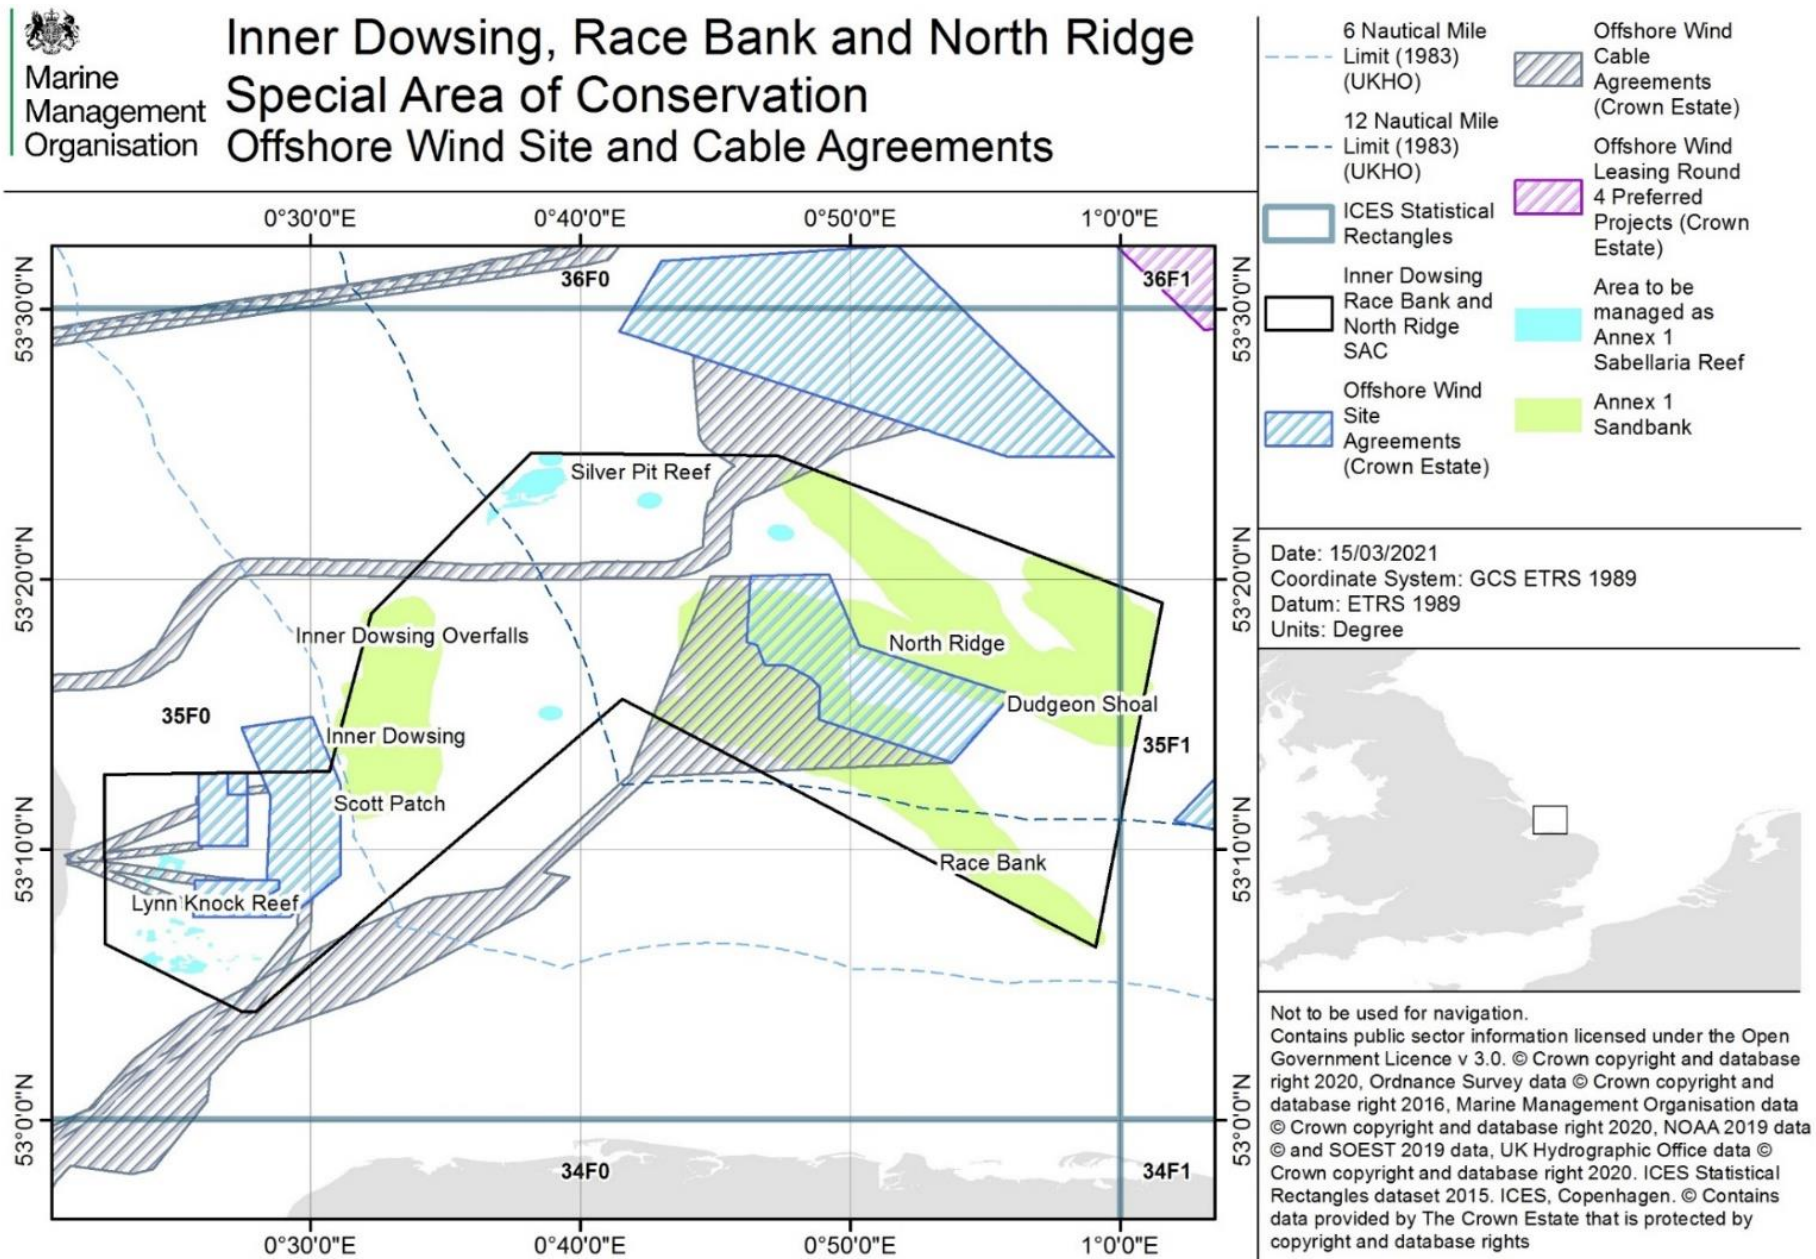 Marine
Management
Organisation
Inner Dowsing, Race Bank and North Ridge
Special Area of Conservation
Offshore Wind Site and Cable Agreements
0°30'0"E
0°40'0"E
0°50'0"E
1°0'0"E
53°30'0"N
53°20'0"N
53°10'0"N
53°0'0"N
36F0
36F1
Silver Pit Reef
Inner Dowsing Overfalls
North Ridge
Dudgeon Shoal
35F0
Inner Dowsing
35F1
Scott Patch
Race Bank
Lynn Knock Reef
34F0
34F1
53°30'0"N
53°20'0"N
53°10'0"N
53°0'0"N
0°30'0"E
0°40'0"E
0°50'0"E
1°0'0"E
6 Nautical Mile
Limit (1983)
(UKHO)
12 Nautical Mile
Limit (1983)
(UKHO)
ICES Statistical
Rectangles
Inner Dowsing
Race Bank and
North Ridge
SAC
Offshore Wind
Site
Agreements
(Crown Estate)
Offshore Wind
Cable
Agreements
(Crown Estate)
Offshore Wind
Leasing Round
4 Preferred
Projects (Crown
Estate)
Area to be
managed as
Annex 1
Sabellaria Reef
Annex 1
Sandbank
Date: 15/03/2021
Coordinate System: GCS ETRS 1989
Datum: ETRS 1989
Units: Degree
Not to be used for navigation.
Contains public sector information licensed under the Open
Government Licence v 3.0. © Crown copyright and database
right 2020, Ordnance Survey data © Crown copyright and
database right 2016, Marine Management Organisation data
© Crown copyright and database right 2020, NOAA 2019 data
© and SOEST 2019 data, UK Hydrographic Office data ©
Crown copyright and database right 2020. ICES Statistical
Rectangles dataset 2015. ICES, Copenhagen. © Contains
data provided by The Crown Estate that is protected by
copyright and database rights